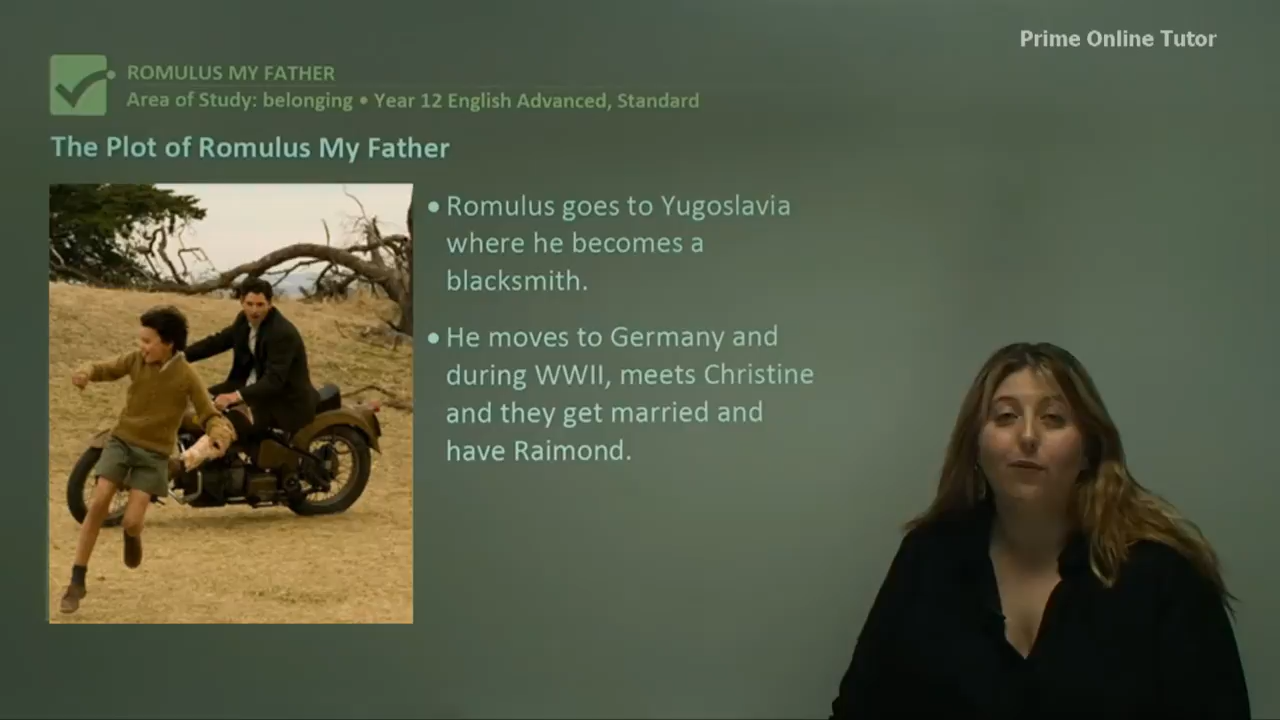 Prime Online Tutor
ROMULUS MY FATHER
Area of Study: belonging • Year 12 English Advanced, Standard
The Plot of Romulus My Father
• Romulus goes to Yugoslavia
where he becomes a
blacksmith.
• He moves to Germany and
during WWII, meets Christine
and they get married and
have Raimond.